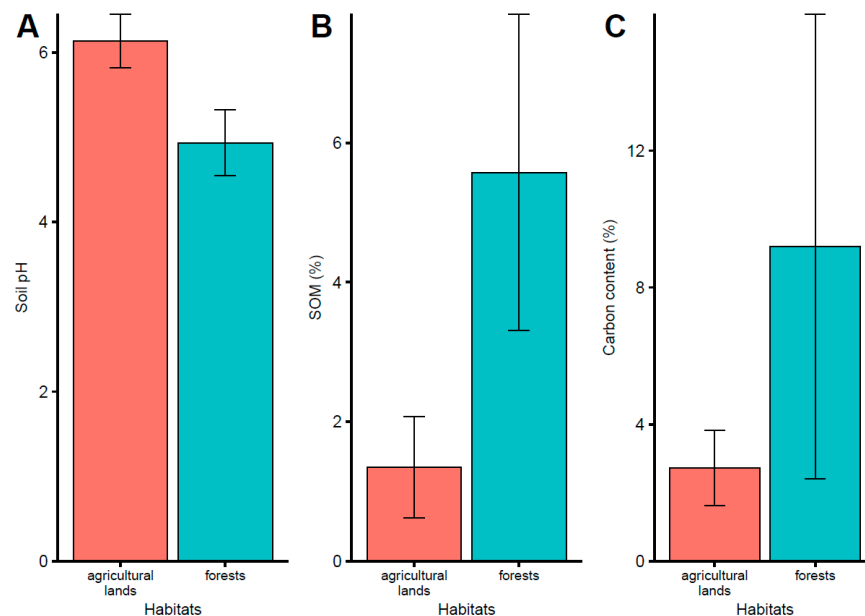 A
Soil pH
6
4
2
0
agricultural
lands
forests
Habitats
B
SOM (%)
6
4
2
0
agricultural
lands
forests
Habitats
C
Carbon content (%)
12
8
4
0
agricultural
lands
forests
Habitats